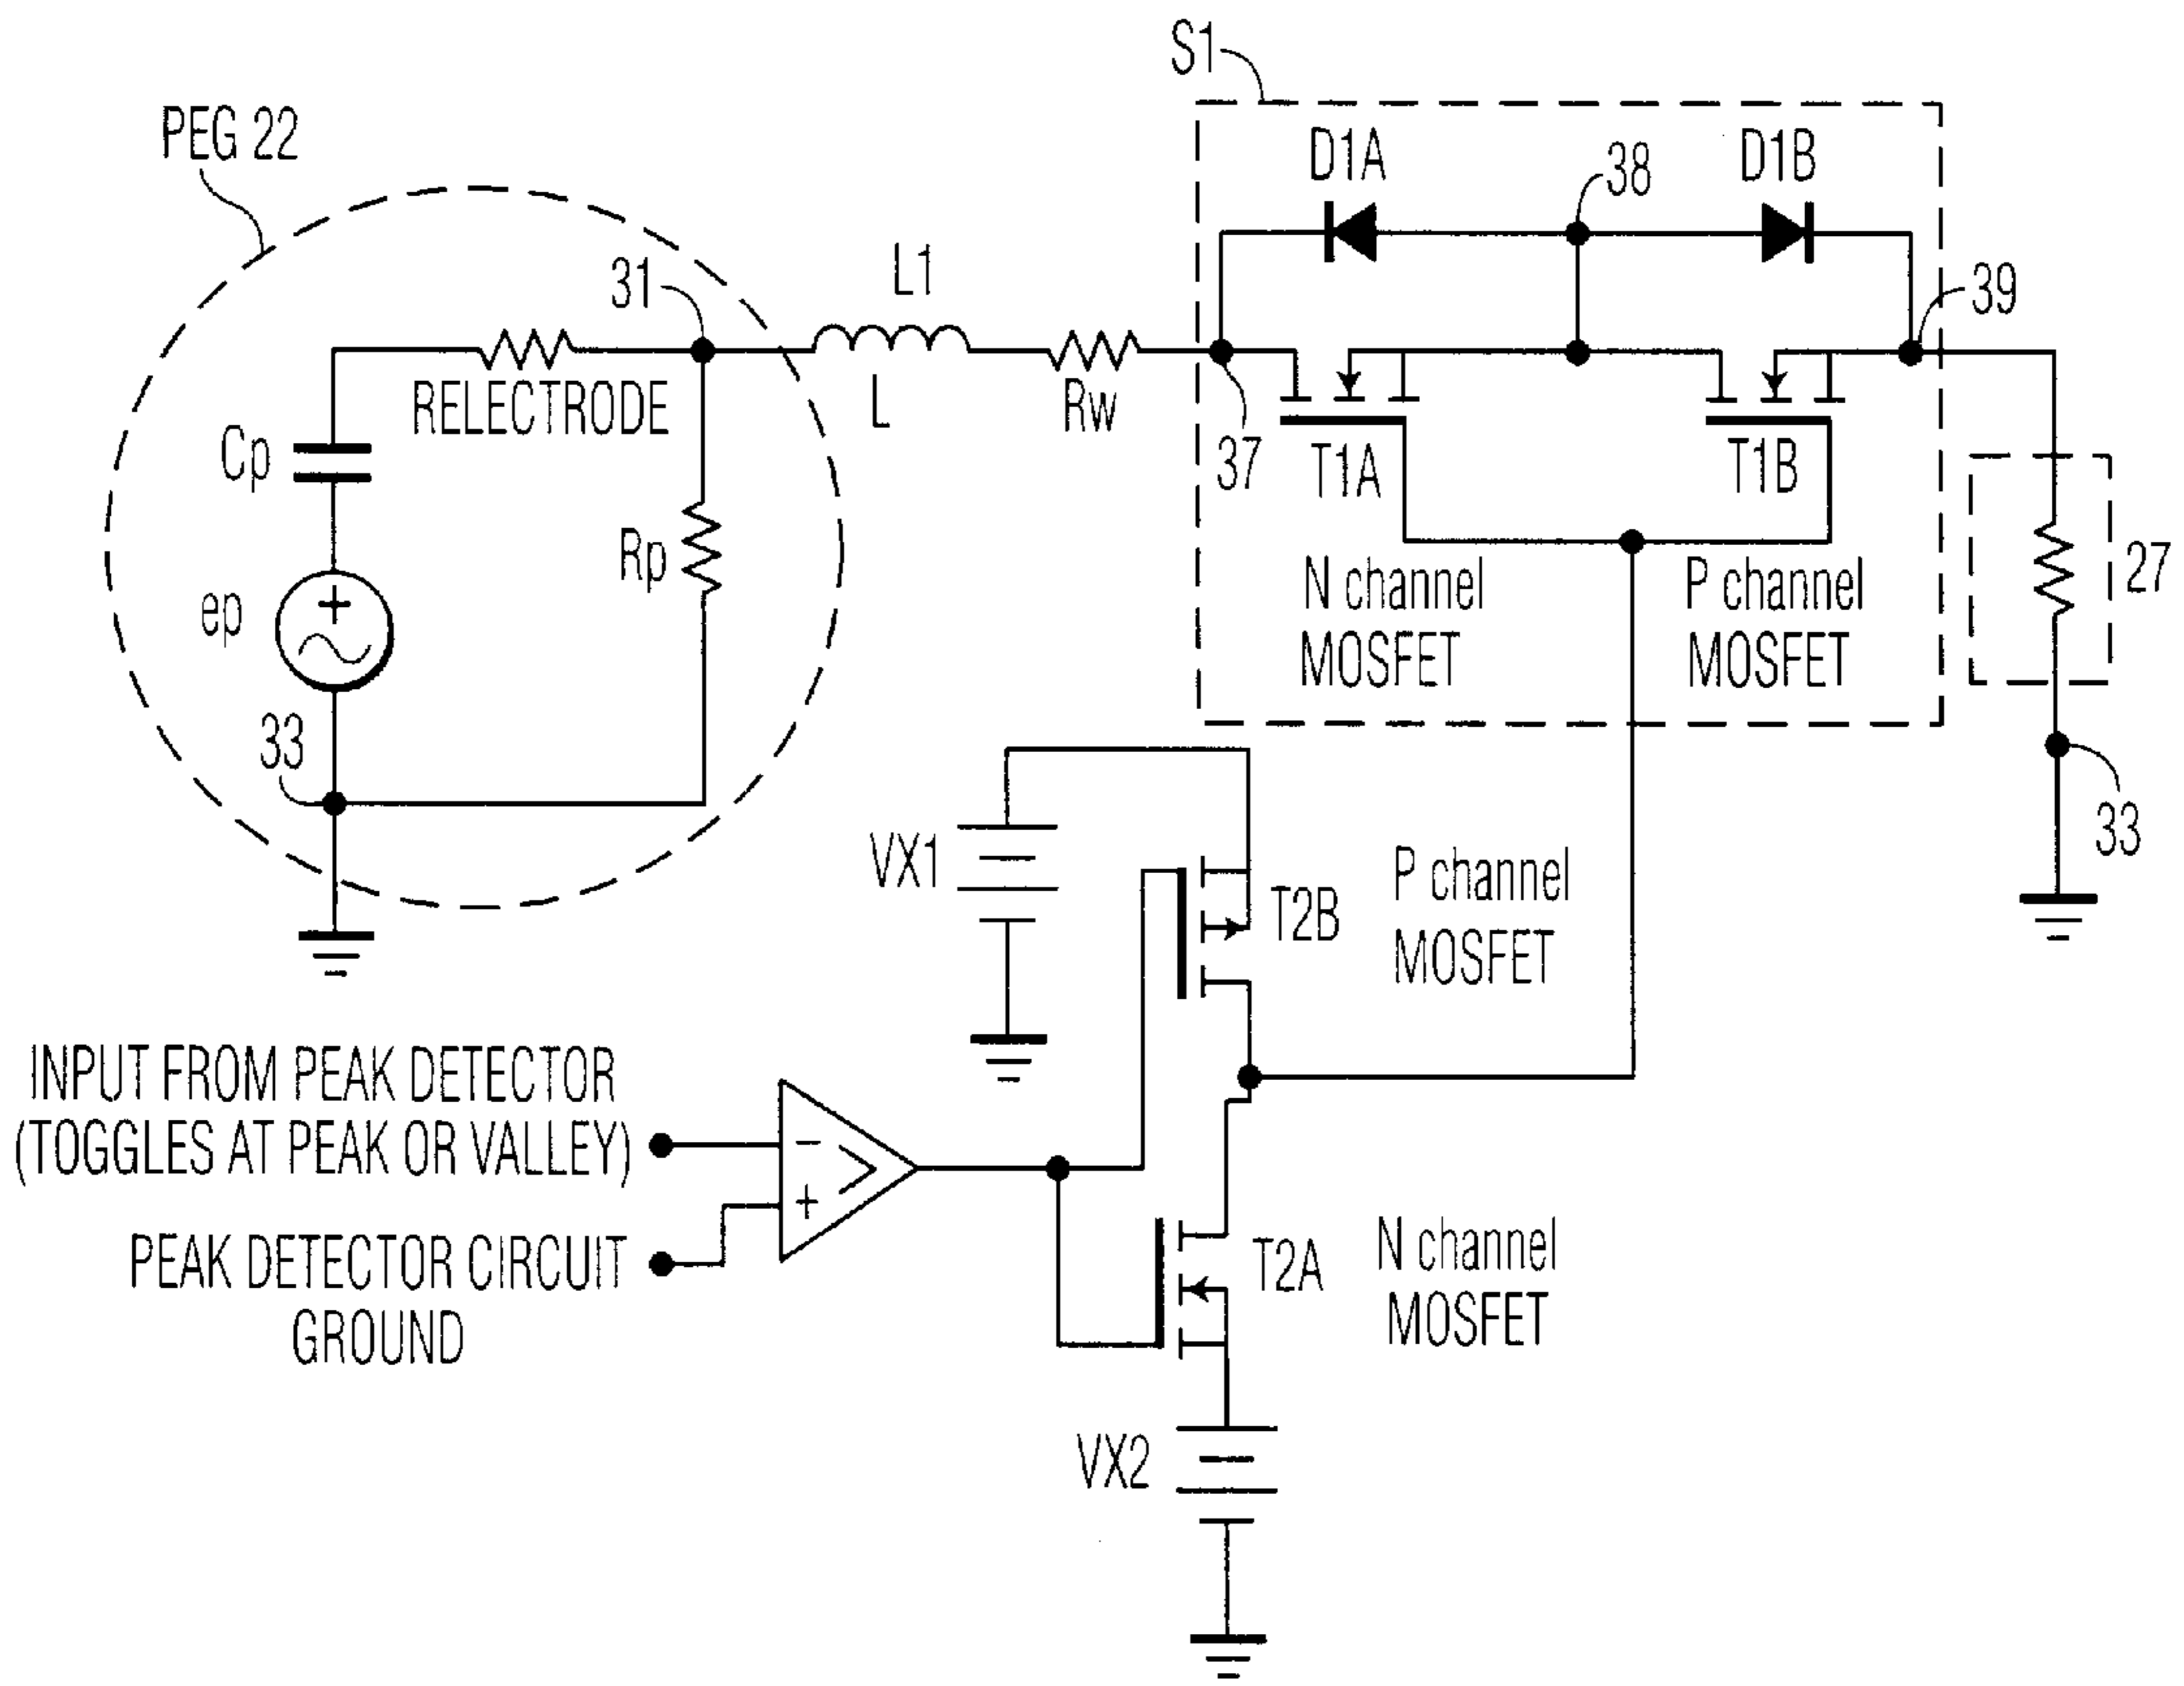 S1
PEG 22
D1A
38
D1B
31
L1
39
RELECTRODE
L
Rw
Cp
37
T1A
T1B
Rp
27
ep
N channel
MOSFET
P channel
MOSFET
33
VX1
33
P channel
MOSFET
T2B
INPUT FROM PEAK DETECTOR
(TOGGLES AT PEAK OR VALLEY)
PEAK DETECTOR CIRCUIT
GROUND
T2A
N channel
MOSFET
VX2